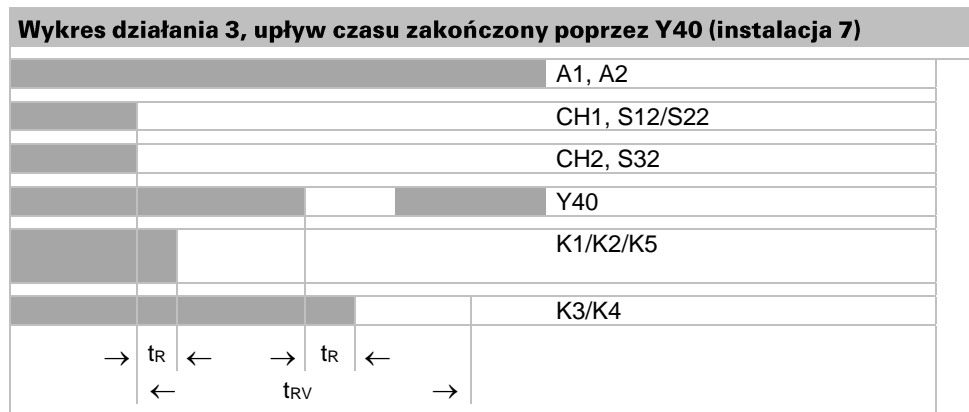 Wykres działania 3, upływ czasu zakończony poprzez Y40 (instalacja 7)
A1, A2
CH1, S12/S22
CH2, S32
Y40
K1/K2/K5
K3/K4
→ tR ← → tR ←
← tRV →